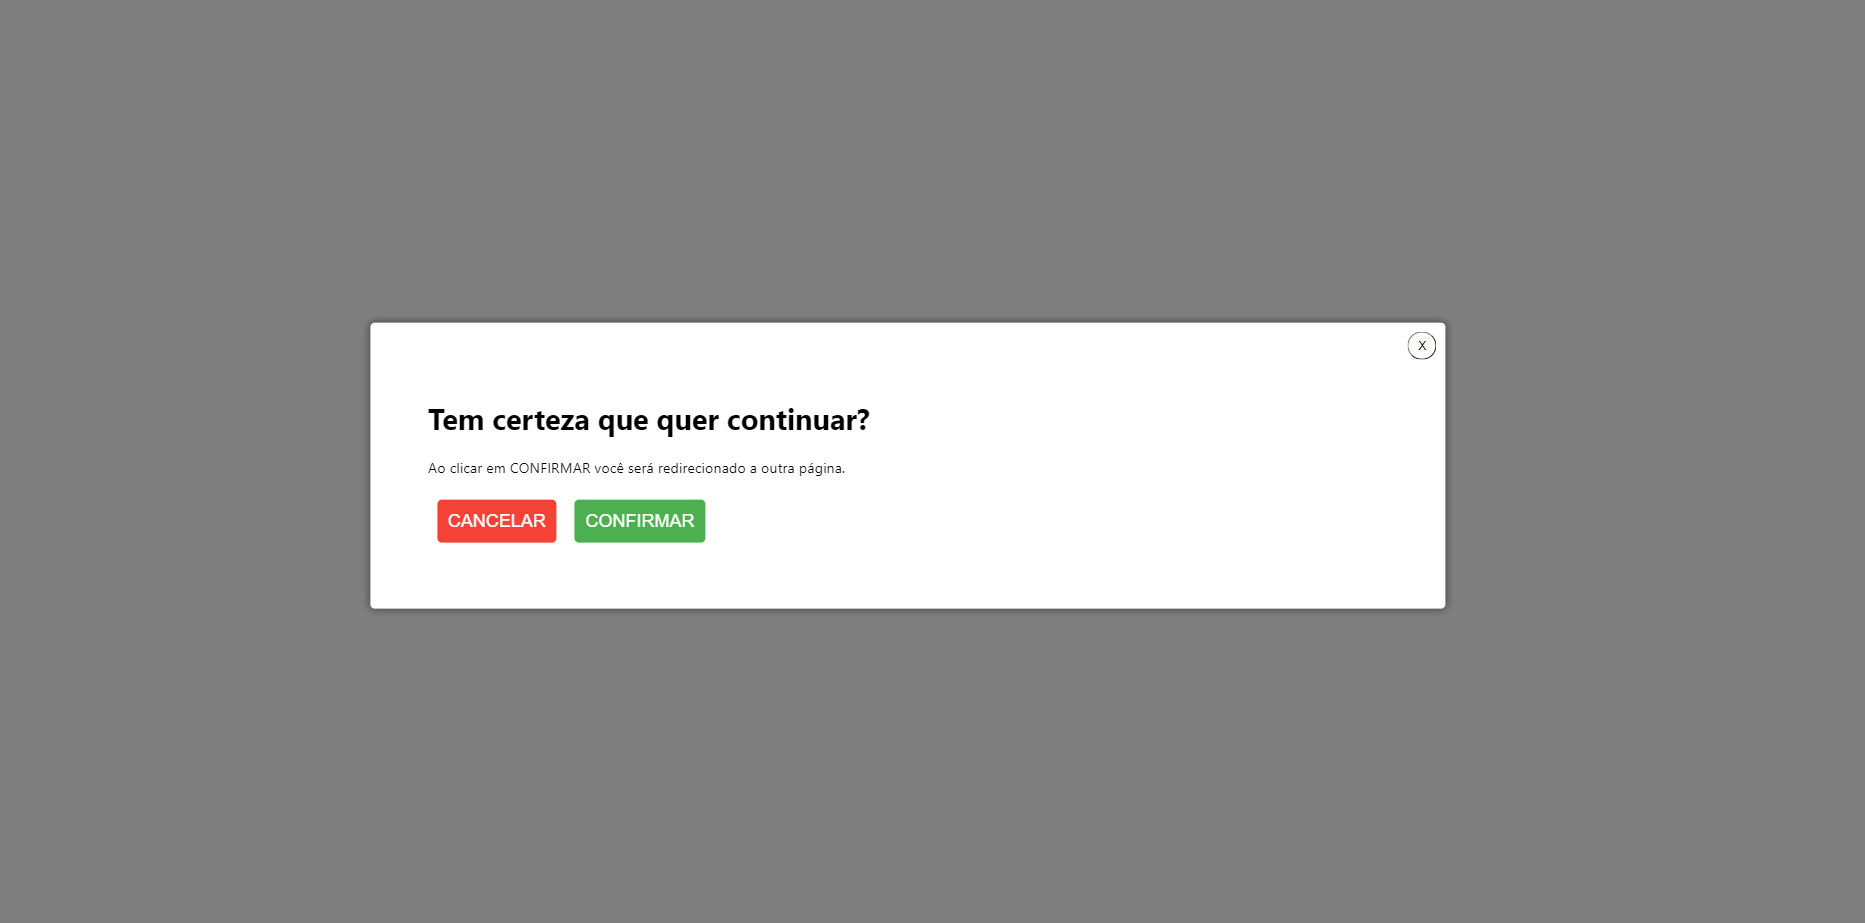 X
Tem certeza que quer continuar?
Ao clicar em CONFIRMAR você será redirecionado a outra página.
CANCELAR CONFIRMAR